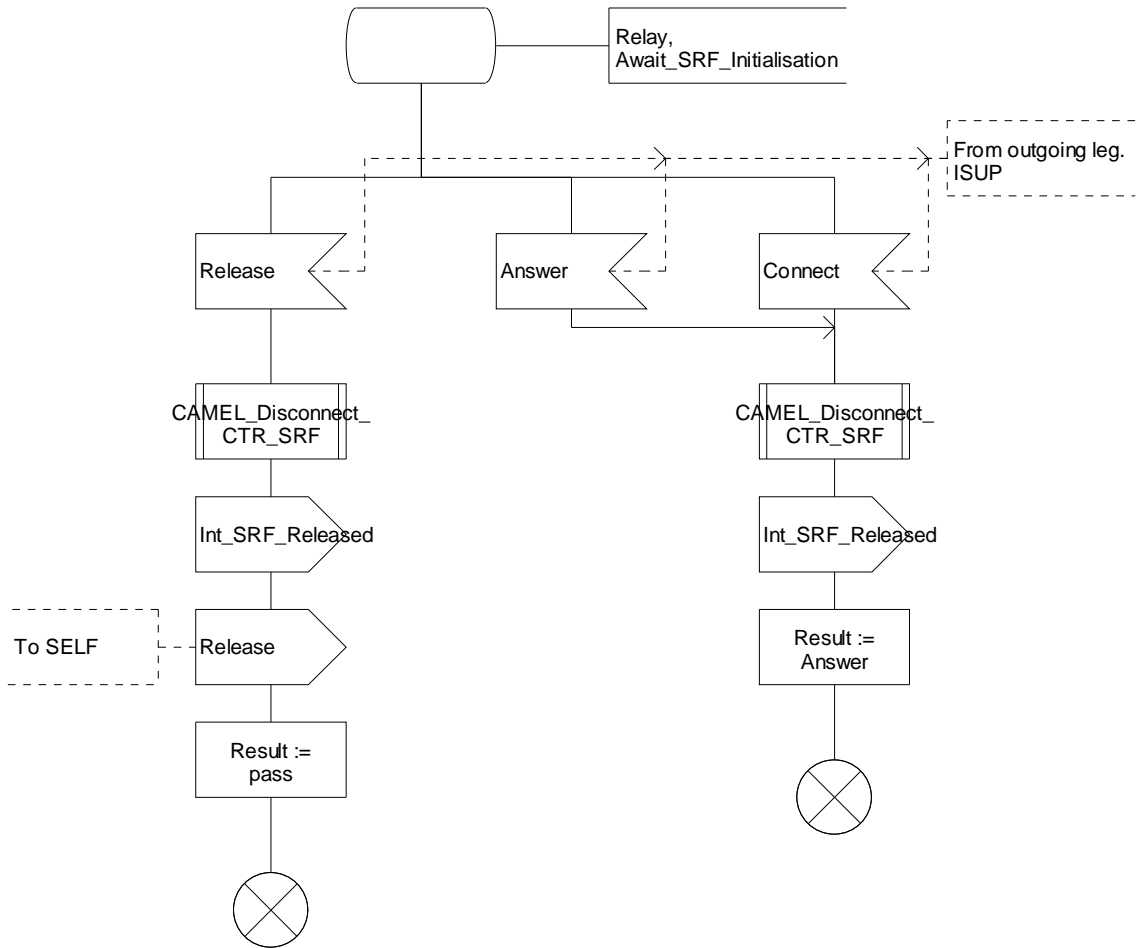 Relay,
Await_SRF_Initialisation
From outgoing leg.
ISUP
Release
Answer
Connect
CAMEL_Disconnect_
CTR_SRF
CAMEL_Disconnect_
CTR_SRF
Int_SRF_Released
Int_SRF_Released
To SELF
Release
Result :=
Answer
Result :=
pass